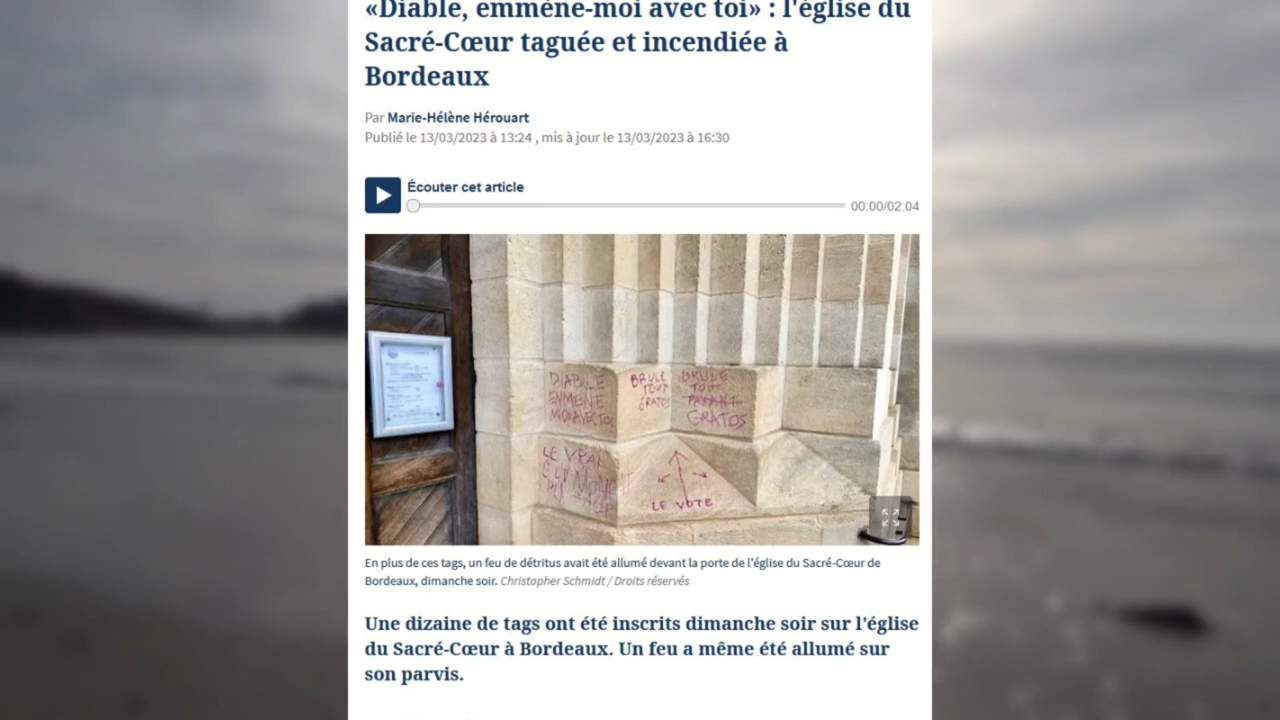 «Diable, emmène-moi avec toi» : l'église du
Sacré-Cœur taguée et incendiée à
Bordeaux
Par Marie-Hélène Hérouart
Publié le 13/03/2023 à 13:24 , mis à jour le 13/03/2023 à 16:30
Écouter cet article
00:00/02:04
DIABLE
ENMENE
MOI AVEC TOI
BRULE
TOUT
GRATOS
BRULE
TOUT
PARANT
GRATOS
LE VRAI
LE VOTE
En plus de ces tags, un feu de détritus avait été allumé devant la porte de l'église du Sacré-Cœur de
Bordeaux, dimanche soir. Christopher Schmidt / Droits réservés
Une dizaine de tags ont été inscrits dimanche soir sur l'église
du Sacré-Cœur à Bordeaux. Un feu a même été allumé sur
son parvis.